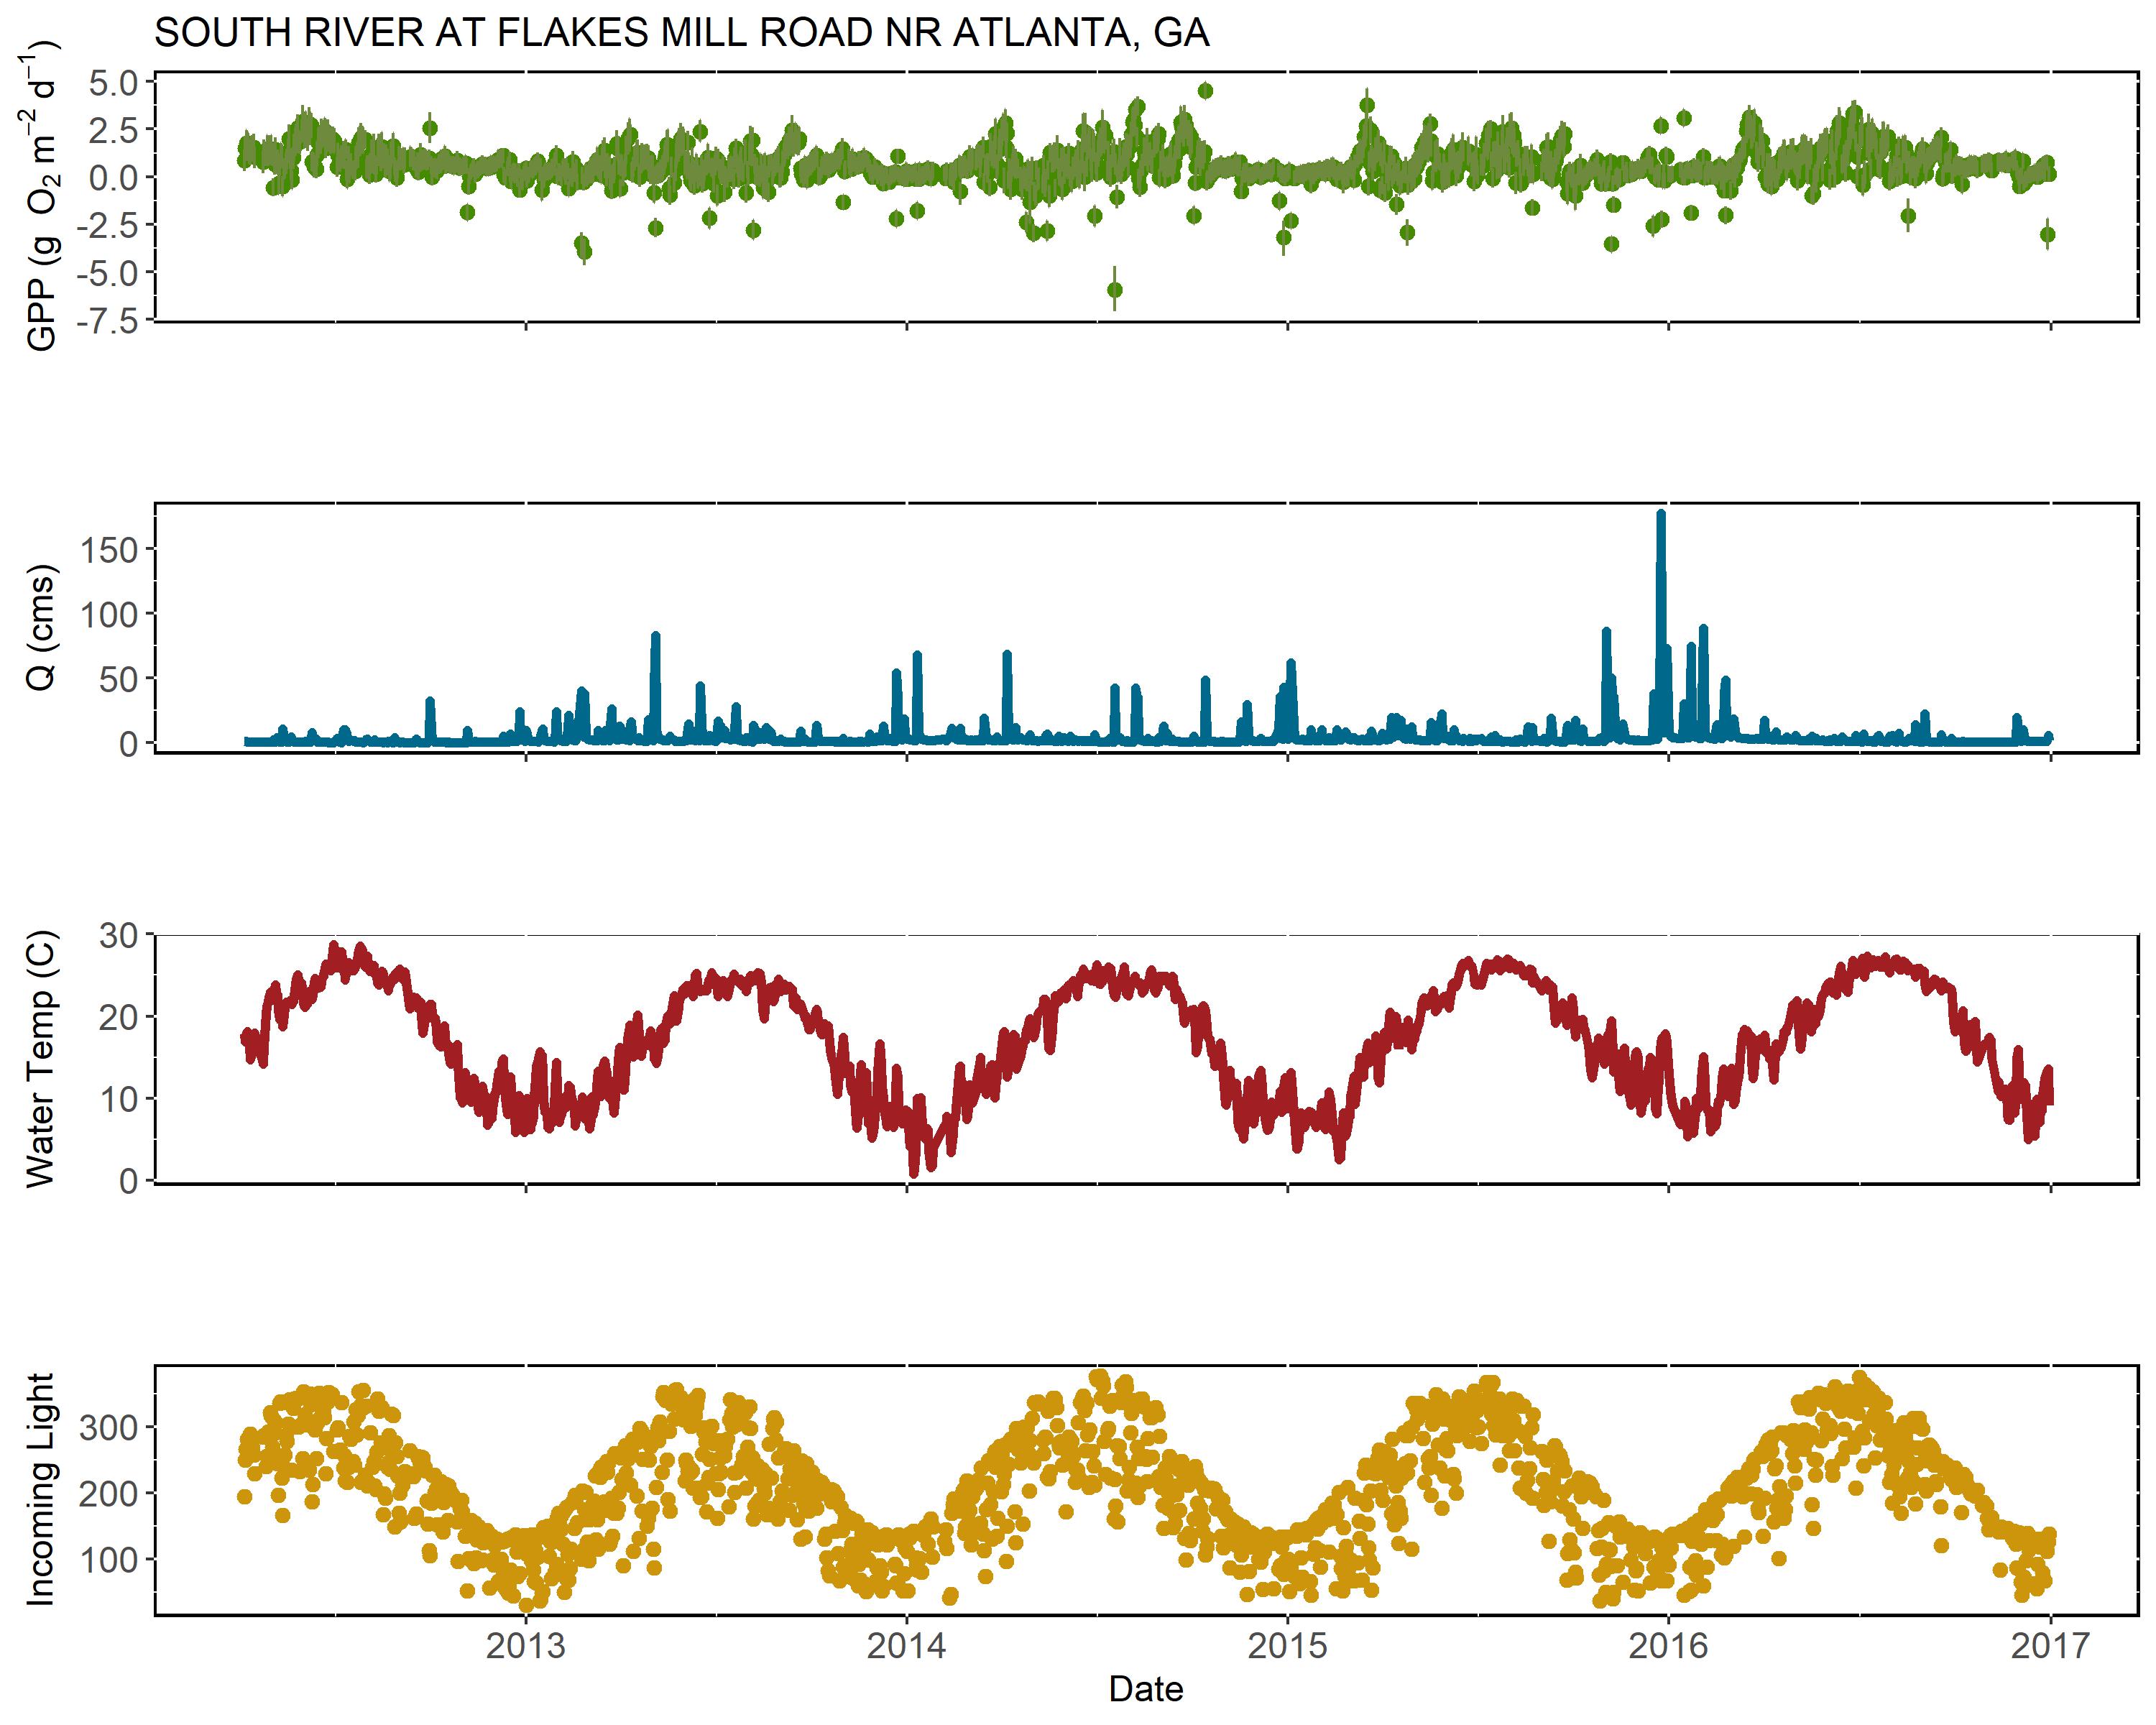 SOUTH RIVER AT FLAKES MILL ROAD NR ATLANTA, GA
GPP (g O₂ m⁻² d⁻¹)
5.0
2.5
0.0
-2.5
-5.0
-7.5
Q (cms)
150
100
50
0
Water Temp (C)
30
20
10
0
Incoming Light
300
200
100
2013 2014 2015 2016 2017
Date